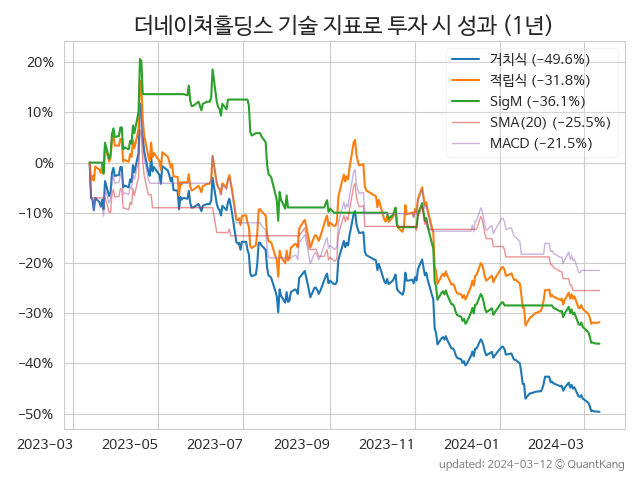 더네이쳐홀딩스 기술 지표로 투자 시 성과 (1년)
거치식 (−49.6%)
적립식 (−31.8%)
SigM (−36.1%)
SMA(20) (−25.5%)
MACD (−21.5%)
20%
10%
0%
−10%
−20%
−30%
−40%
−50%
2023-03 2023-05 2023-07 2023-09 2023-11 2024-01 2024-03
updated: 2024-03-12 © QuantKang